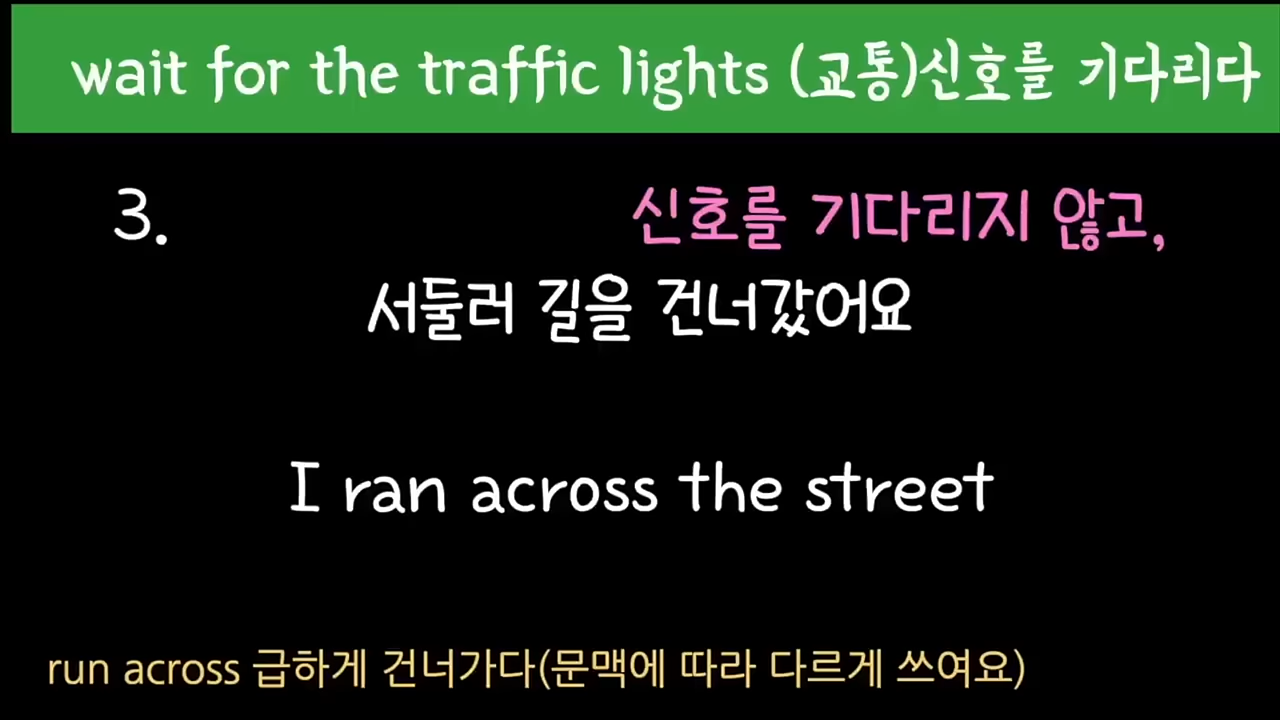 wait for the traffic lights (교통)신호를 기다리다
3. 신호를 기다리지 않고,
서둘러 길을 건너갔어요
I ran across the street
run across 급하게 건너가다(문맥에 따라 다르게 쓰여요)